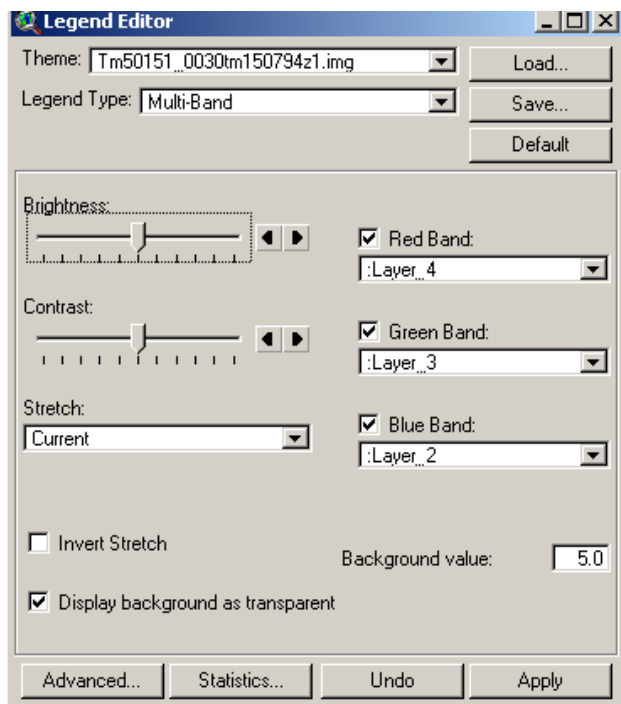 Legend Editor
Theme: Tm50151_0030tm150794z1.img
Load...
Legend Type: Multi-Band
Save...
Default
Brightness:
Red Band:
:Layer_4
Contrast:
Green Band:
:Layer_3
Stretch:
Current
Blue Band:
:Layer_2
Invert Stretch
Background value: 5.0
Display background as transparent
Advanced... Statistics... Undo Apply